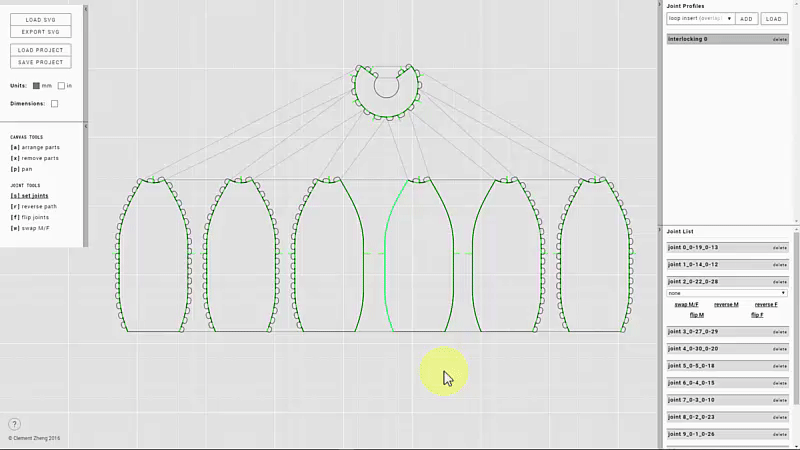 LOAD SVG
EXPORT SVG
LOAD PROJECT
SAVE PROJECT
Units: mm in
Dimensions:
CANVAS TOOLS
[a] arrange parts
[x] remove parts
[p] pan
JOINT TOOLS
[s] set joints
[r] reverse path
[f] flip joints
[w] swap M/F
?
© Clement Zheng 2016
Joint Profiles
loop insert (overlay) ADD LOAD
interlocking 0 delete
Joint List
joint 0_0-19_0-13 delete
joint 1_0-14_0-12 delete
joint 2_0-22_0-28 delete
none
swap M/F reverse M reverse F
flip M flip F
joint 3_0-27_0-29 delete
joint 4_0-30_0-20 delete
joint 5_0-5_0-18 delete
joint 6_0-4_0-15 delete
joint 7_0-3_0-10 delete
joint 8_0-2_0-23 delete
joint 9_0-1_0-26 delete